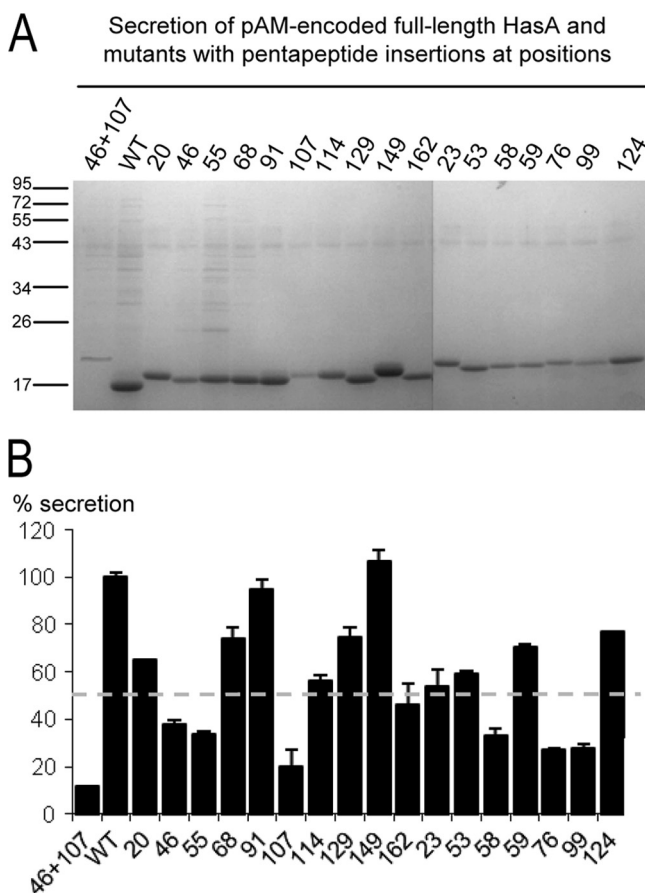 A
Secretion of pAM-encoded full-length HasA and
mutants with pentapeptide insertions at positions
46+107 WT 20 46 55 68 91 107 114 129 149 162 23 53 58 59 76 99 124
95
72
55
43
34
26
17
B
% secretion
120
100
80
60
40
20
0
46+107 WT 20 46 55 68 91 107 114 129 149 162 23 53 58 59 76 99 124